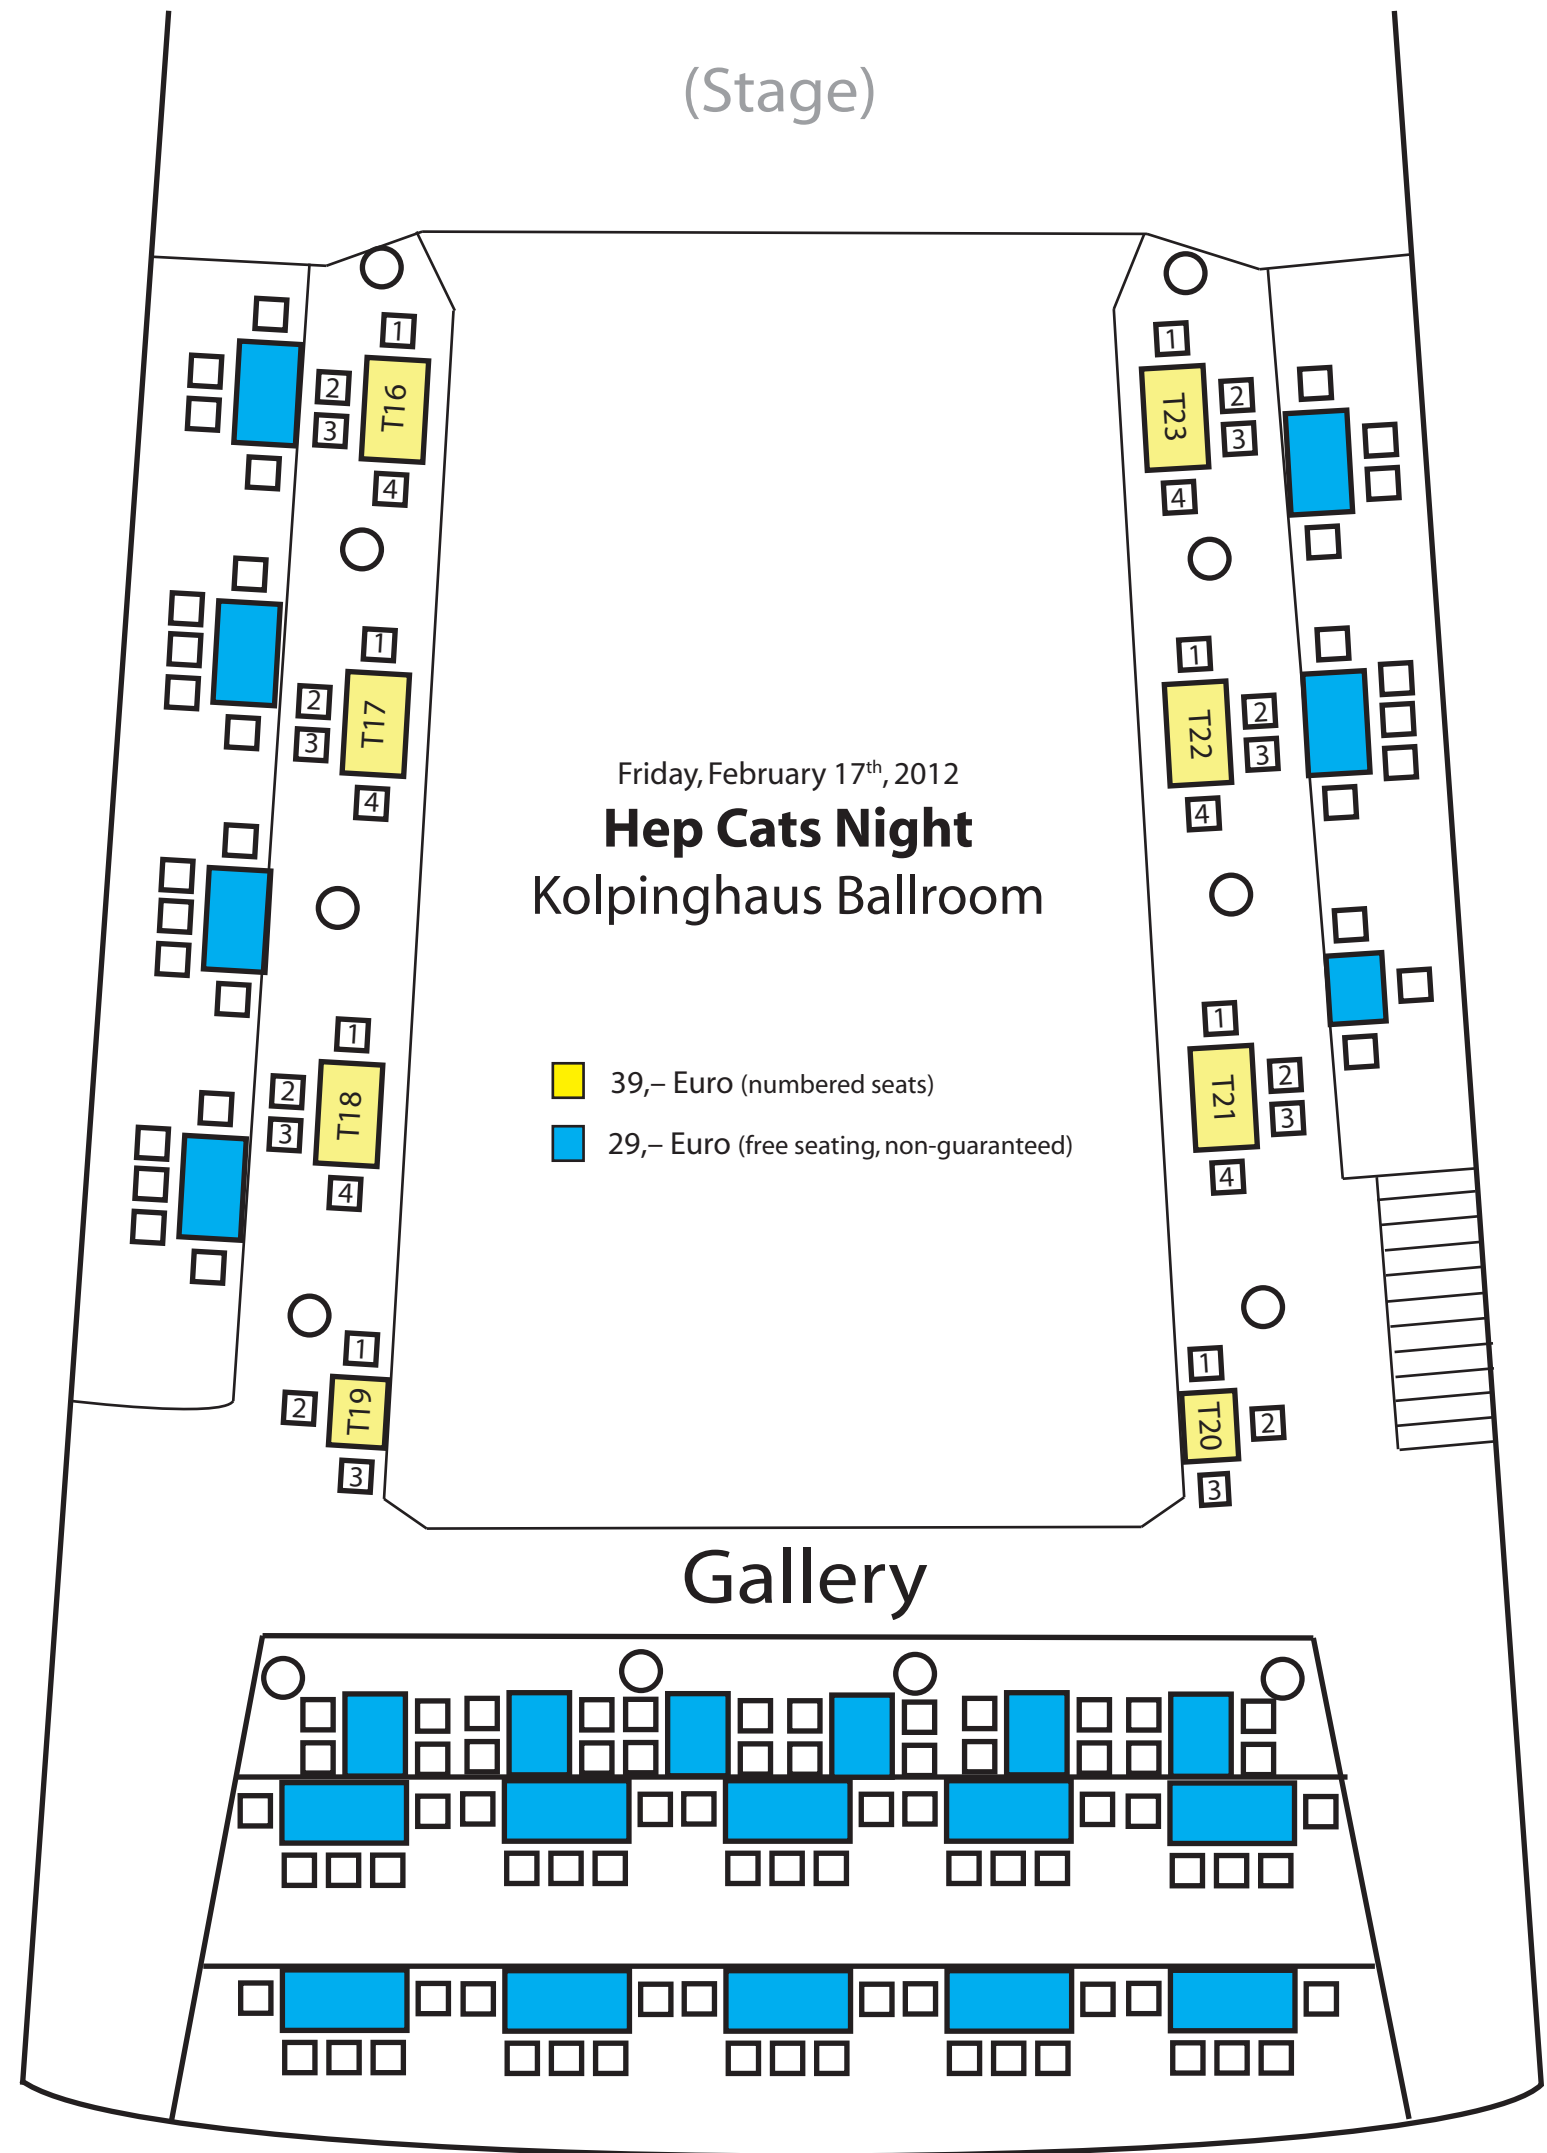 (Stage)
1
2
T16
3
4
1
T23
2
3
4
1
2
T17
3
4
1
T22
2
3
4
Friday, February 17th, 2012
Hep Cats Night
Kolpinghaus Ballroom
1
2
T18
3
4
1
T21
2
3
4
39,– Euro (numbered seats)
29,– Euro (free seating, non-guaranteed)
1
2
T19
3
1
T20
2
3
Gallery